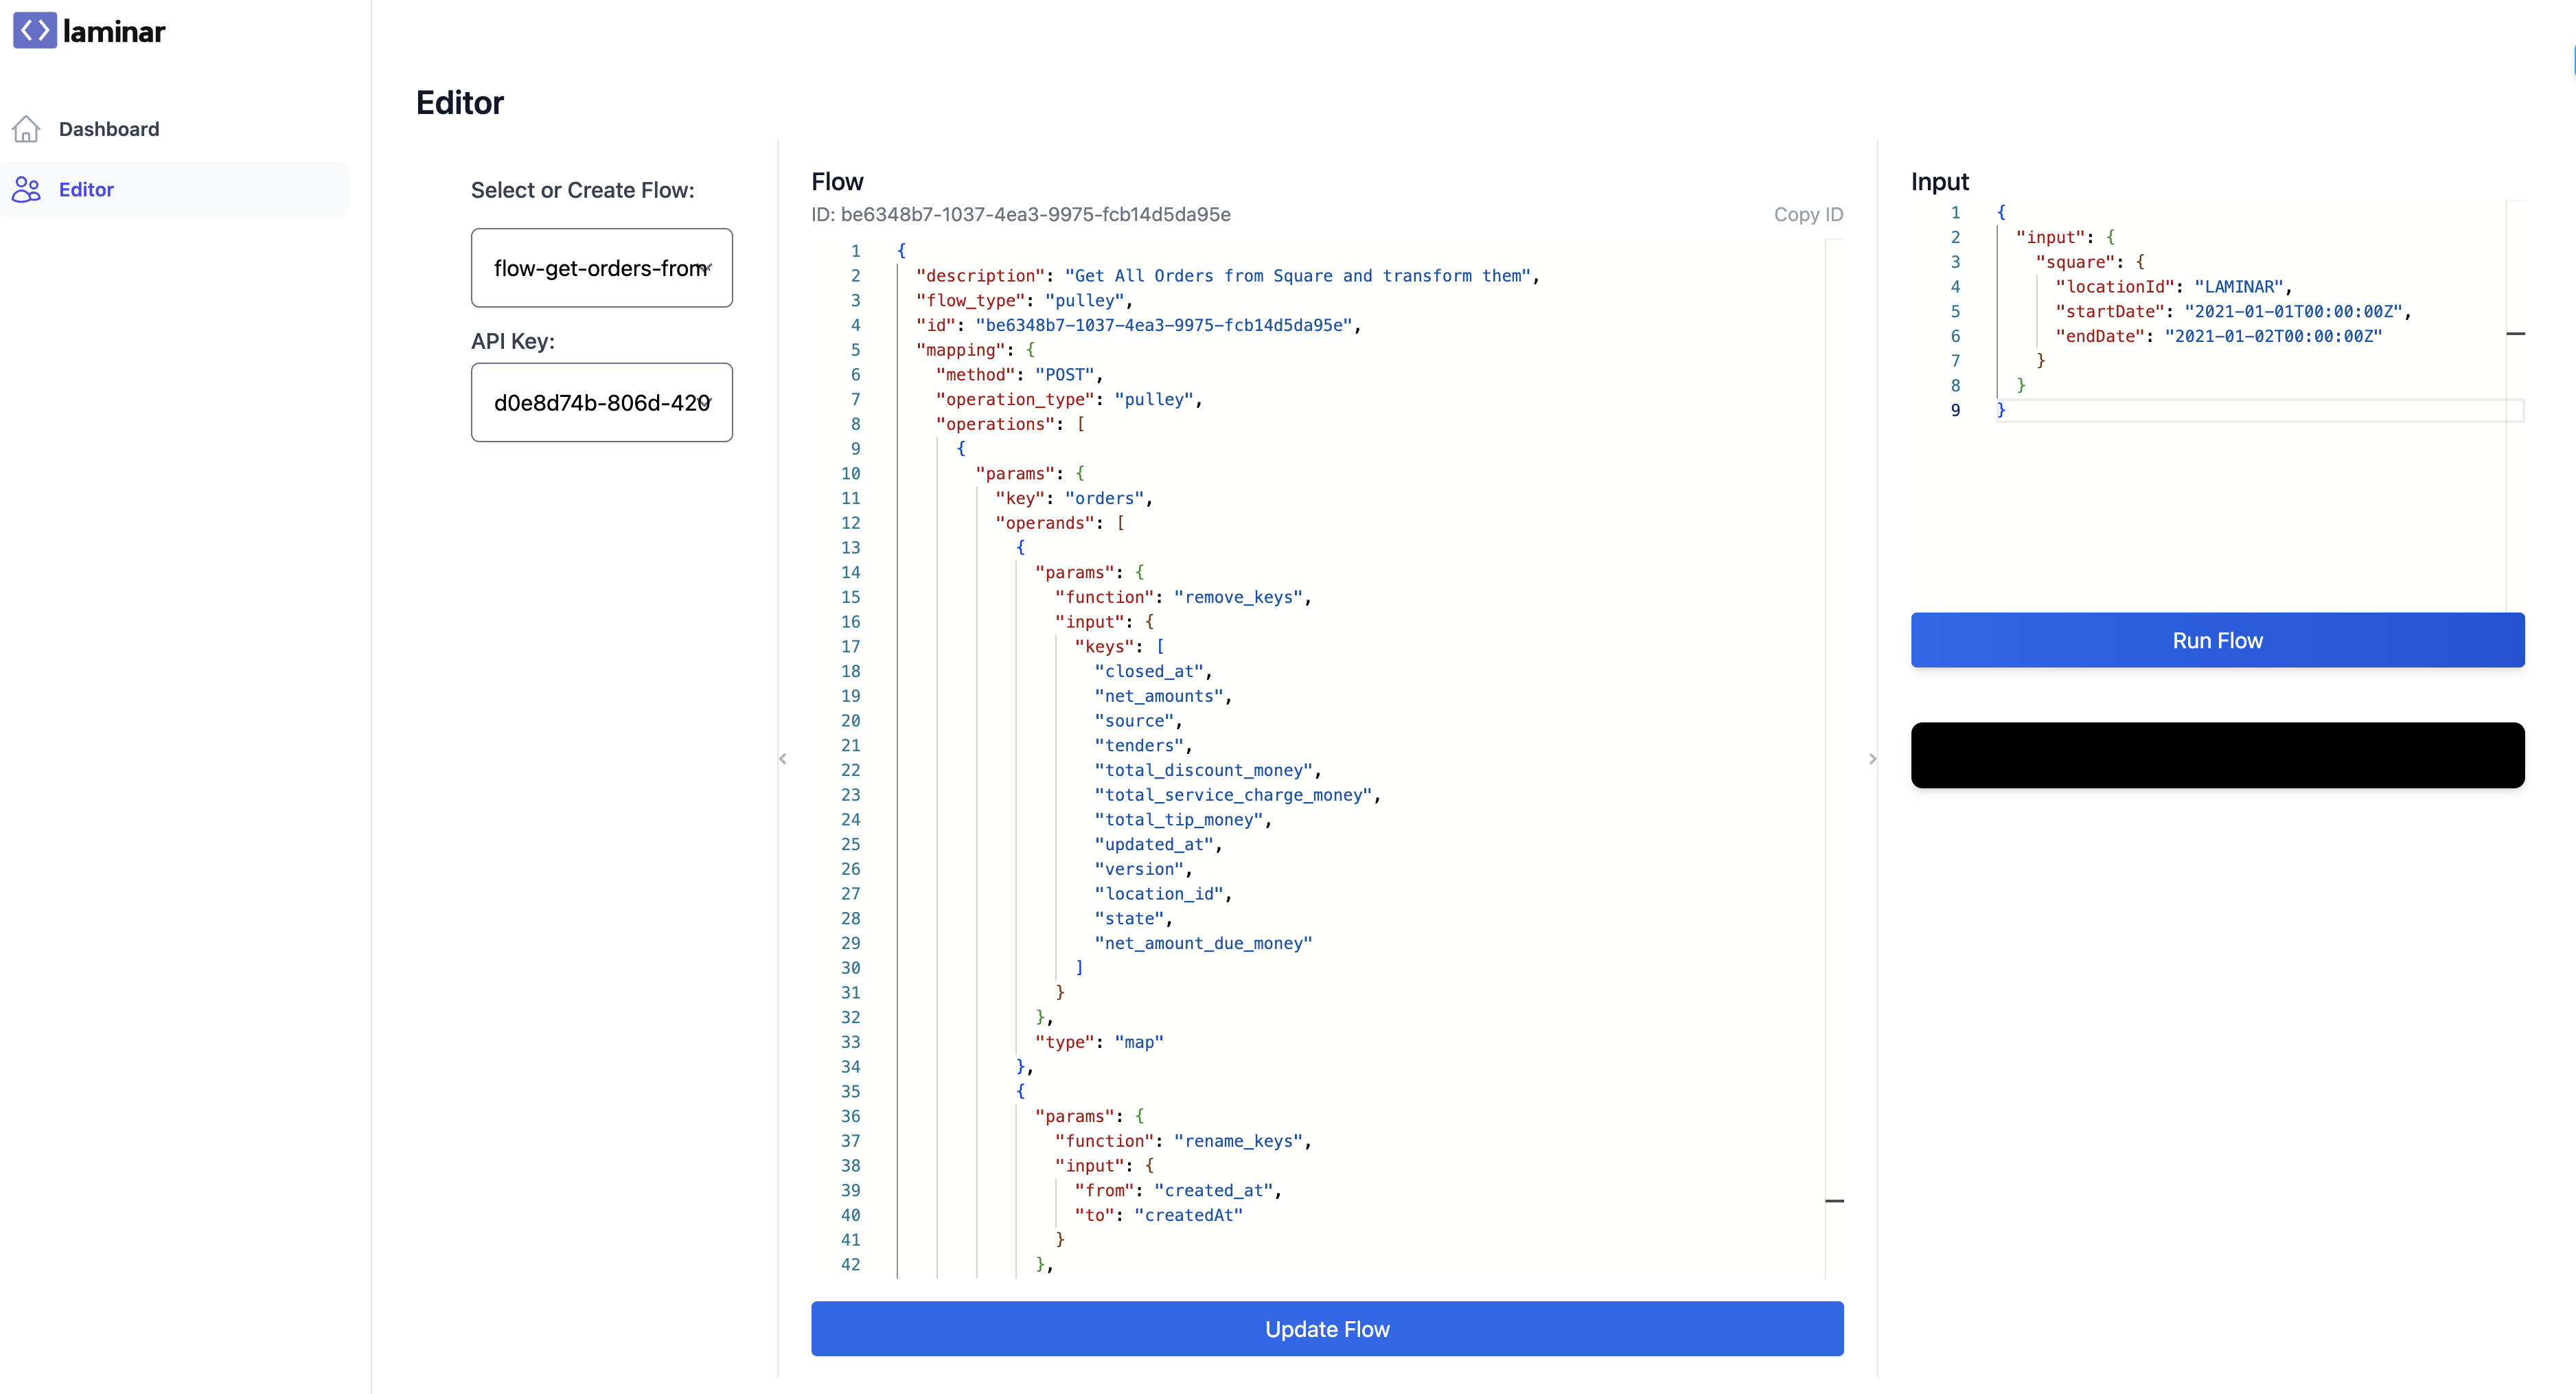 laminar
Dashboard
Editor
Editor
Select or Create Flow:
flow-get-orders-from
API Key:
d0e8d74b-806d-429
Flow
ID: be6348b7-1037-4ea3-9975-fcb14d5da95e
Copy ID
1 {
2 "description": "Get All Orders from Square and transform them",
3 "flow_type": "pulley",
4 "id": "be6348b7-1037-4ea3-9975-fcb14d5da95e",
5 "mapping": {
6 "method": "POST",
7 "operation_type": "pulley",
8 "operations": [
9 {
10 "params": {
11 "key": "orders",
12 "operands": [
13 {
14 "params": {
15 "function": "remove_keys",
16 "input": {
17 "keys": [
18 "closed_at",
19 "net_amounts",
20 "source",
21 "tenders",
22 "total_discount_money",
23 "total_service_charge_money",
24 "total_tip_money",
25 "updated_at",
26 "version",
27 "location_id",
28 "state",
29 "net_amount_due_money"
30 ]
31 }
32 },
33 "type": "map"
34 },
35 {
36 "params": {
37 "function": "rename_keys",
38 "input": {
39 "from": "created_at",
40 "to": "createdAt"
41 }
42 },
Update Flow
Input
1 {
2 "input": {
3 "square": {
4 "locationId": "LAMINAR",
5 "startDate": "2021-01-01T00:00:00Z",
6 "endDate": "2021-01-02T00:00:00Z"
7 }
8 }
9 }
Run Flow